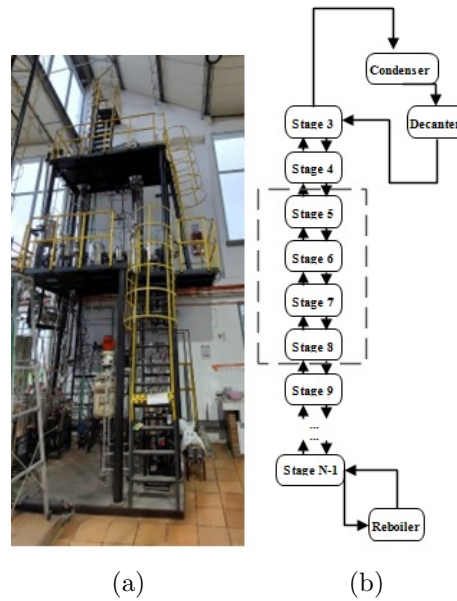 Condenser
Decanter
Stage 3
Stage 4
Stage 5
Stage 6
Stage 7
Stage 8
Stage 9
...
...
Stage N-1
Reboiler
(a)
(b)